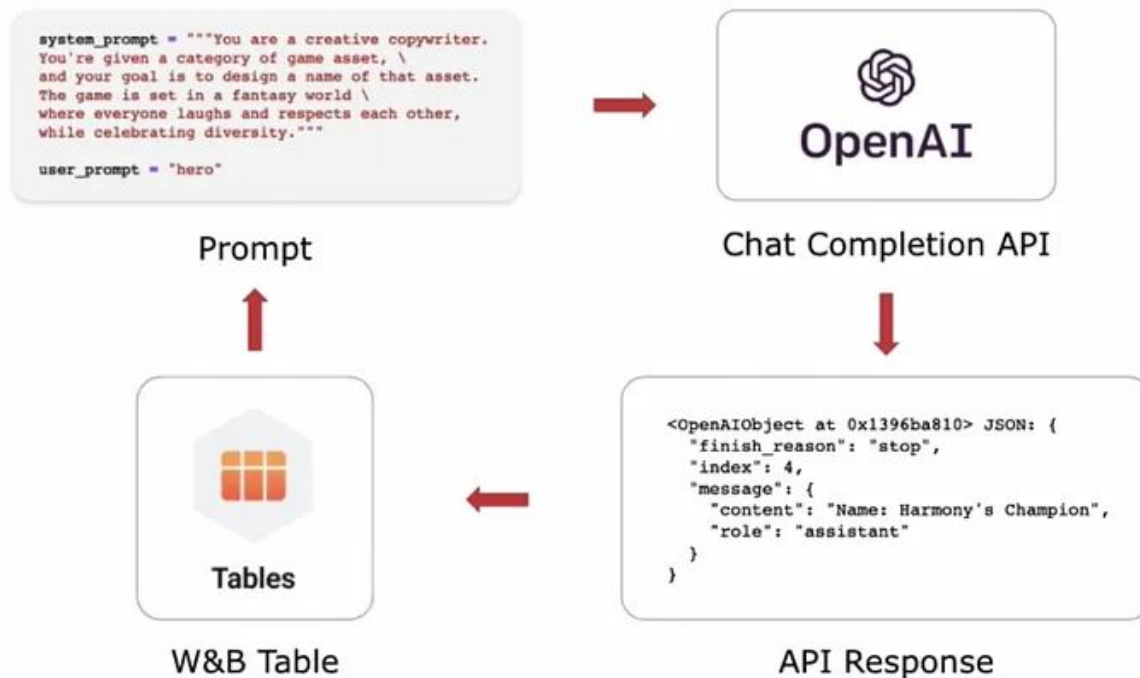 system_prompt = """You are a creative copywriter.
You're given a category of game asset, \
and your goal is to design a name of that asset.
The game is set in a fantasy world \
where everyone laughs and respects each other,
while celebrating diversity."""
user_prompt = "hero"
Prompt
OpenAI
Chat Completion API
<OpenAIObject at 0x1396ba810> JSON: {
  "finish_reason": "stop",
  "index": 4,
  "message": {
    "content": "Name: Harmony's Champion",
    "role": "assistant"
  }
}
API Response
Tables
W&B Table